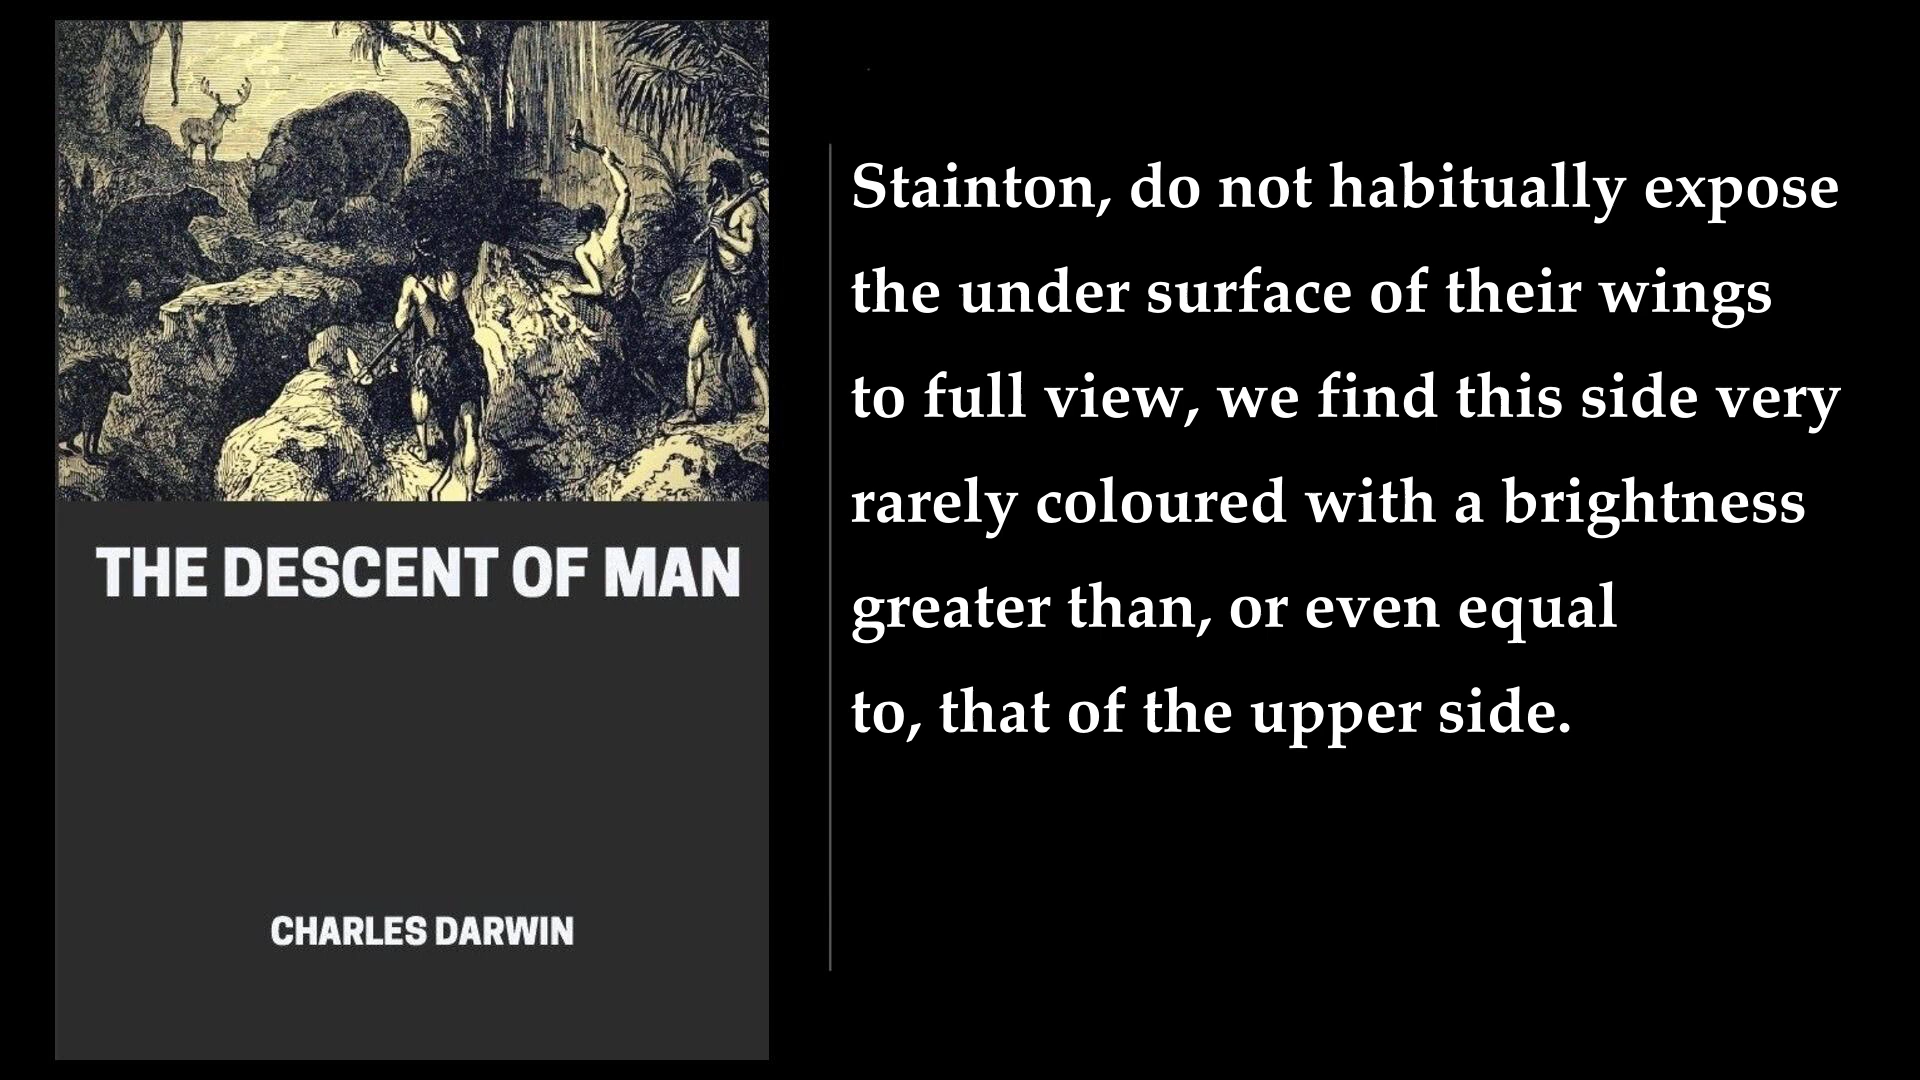 THE DESCENT OF MAN
CHARLES DARWIN
Stainton, do not habitually expose
the under surface of their wings
to full view, we find this side very
rarely coloured with a brightness
greater than, or even equal
to, that of the upper side.